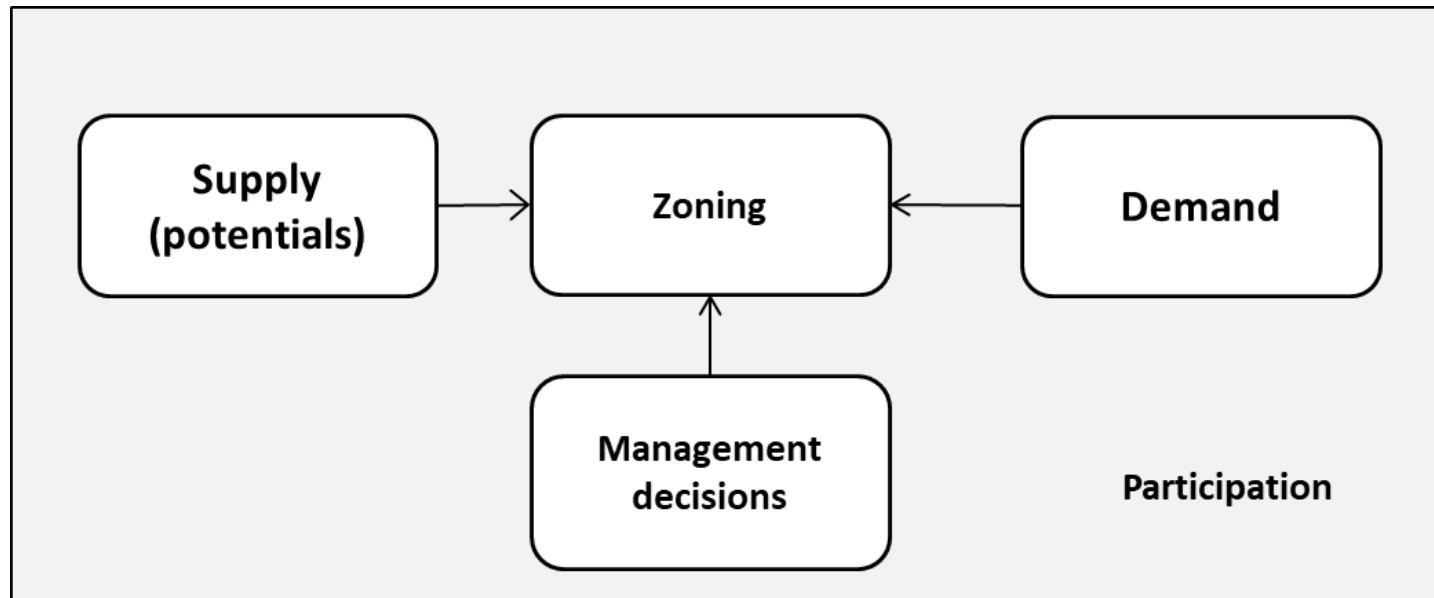 Supply
(potentials)
Zoning
Demand
Management
decisions
Participation